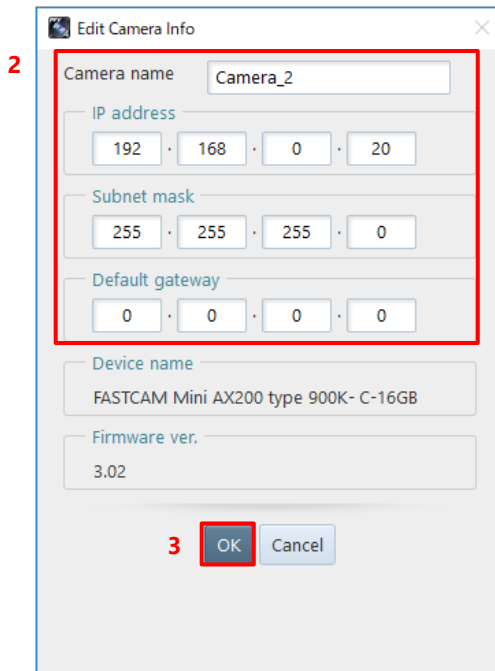 Edit Camera Info
2
Camera name Camera_2
IP address
192 . 168 . 0 . 20
Subnet mask
255 . 255 . 255 . 0
Default gateway
0 . 0 . 0 . 0
Device name
FASTCAM Mini AX200 type 900K- C-16GB
Firmware ver.
3.02
3 OK Cancel